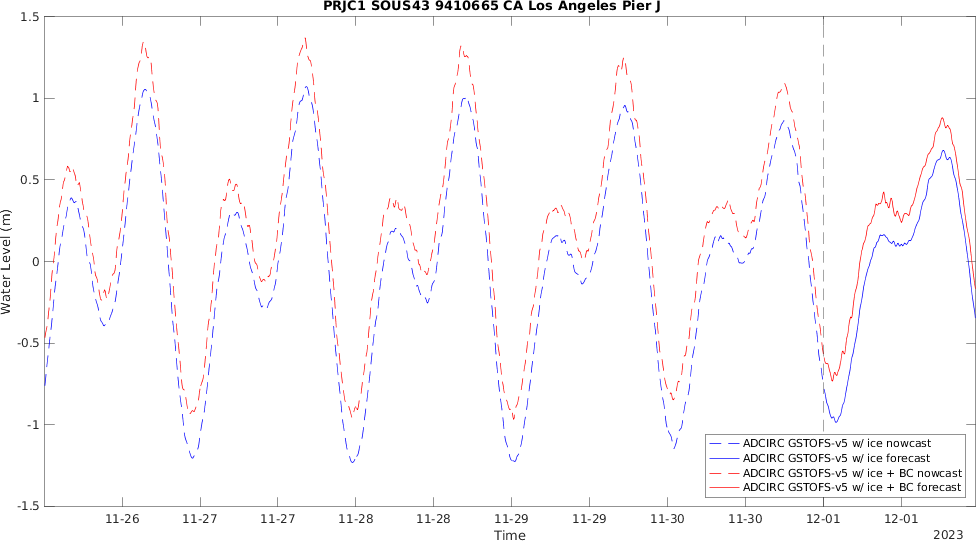 PRJC1 SOUS43 9410665 CA Los Angeles Pier J
1.5
1
0.5
0
-0.5
-1
-1.5
Water Level (m)
ADCIRC GSTOFS-v5 w/ ice nowcast
ADCIRC GSTOFS-v5 w/ ice forecast
ADCIRC GSTOFS-v5 w/ ice + BC nowcast
ADCIRC GSTOFS-v5 w/ ice + BC forecast
11-26 11-27 11-27 11-28 11-28 11-29 11-29 11-30 11-30 12-01 12-01
Time
2023